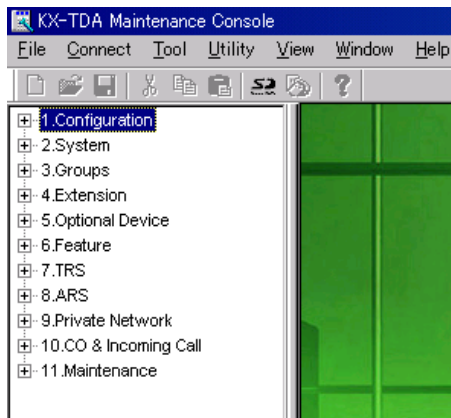 KX-TDA Maintenance Console
File Connect Tool Utility View Window Help
1.Configuration
2.System
3.Groups
4.Extension
5.Optional Device
6.Feature
7.TRS
8.ARS
9.Private Network
10.CO & Incoming Call
11.Maintenance